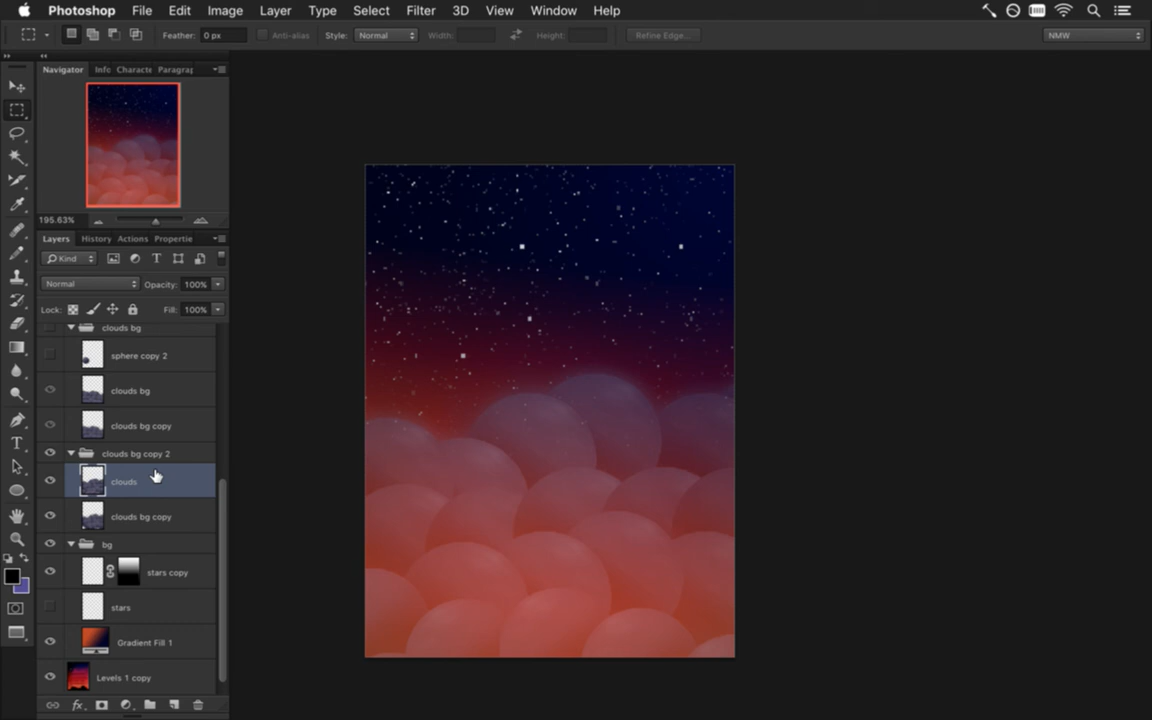 Photoshop File Edit Image Layer Type Select Filter 3D View Window Help
Feather: 0 px Anti-alias Style: Normal Width: Height: Refine Edge... NMW
Navigator Info Characte Paragrap
195.63%
Layers History Actions Propertie
Kind
Normal Opacity: 100%
Lock: Fill: 100%
clouds bg
sphere copy 2
clouds bg
clouds bg copy
clouds bg copy 2
clouds
clouds bg copy
bg
stars copy
stars
Gradient Fill 1
Levels 1 copy